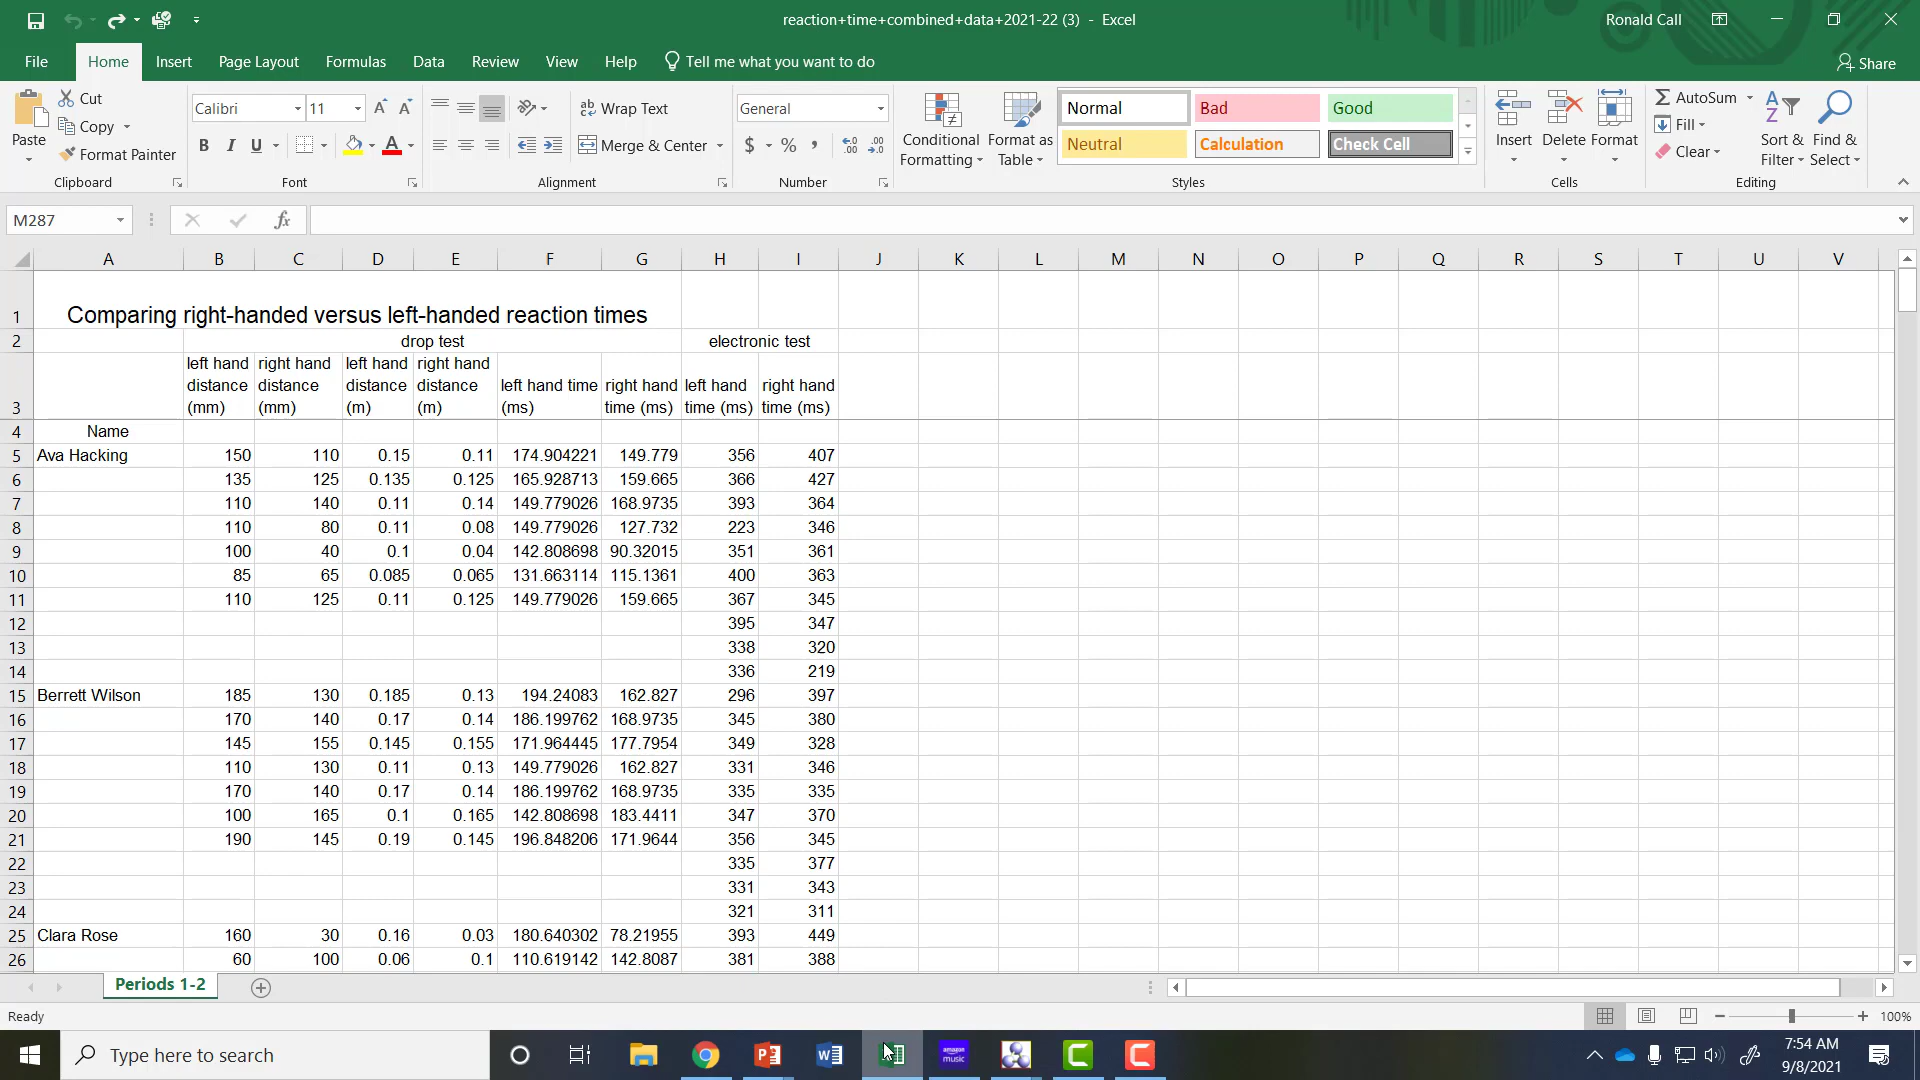 reaction+time+combined+data+2021-22 (3) - Excel
Ronald Call
File Home Insert Page Layout Formulas Data Review View Help Tell me what you want to do
Share
Paste
Cut
Copy
Format Painter
Clipboard
Calibri 11
B I U
Font
Wrap Text
Merge & Center
Alignment
General
$ % ,
Number
Conditional Formatting
Format as Table
Normal Bad Good
Neutral Calculation Check Cell
Styles
Insert Delete Format
Cells
AutoSum
Fill
Clear
Sort & Filter
Find & Select
Editing
M287
fx
A B C D E F G H I J K L M N O P Q R S T U V
1 Comparing right-handed versus left-handed reaction times
2 drop test electronic test
3 left hand distance (mm) right hand distance (mm) left hand distance (m) right hand distance (m) left hand time (ms) right hand time (ms) left hand time (ms) right hand time (ms)
4 Name
5 Ava Hacking 150 110 0.15 0.11 174.904221 149.779 356 407
6 135 125 0.135 0.125 165.928713 159.665 366 427
7 110 140 0.11 0.14 149.779026 168.9735 393 364
8 110 80 0.11 0.08 149.779026 127.732 223 346
9 100 40 0.1 0.04 142.808698 90.32015 351 361
10 85 65 0.085 0.065 131.663114 115.1361 400 363
11 110 125 0.11 0.125 149.779026 159.665 367 345
12 395 347
13 338 320
14 336 219
15 Berrett Wilson 185 130 0.185 0.13 194.24083 162.827 296 397
16 170 140 0.17 0.14 186.199762 168.9735 345 380
17 145 155 0.145 0.155 171.964445 177.7954 349 328
18 110 130 0.11 0.13 149.779026 162.827 331 346
19 170 140 0.17 0.14 186.199762 168.9735 335 335
20 100 165 0.1 0.165 142.808698 183.4411 347 370
21 190 145 0.19 0.145 196.848206 171.9644 356 345
22 335 377
23 331 343
24 321 311
25 Clara Rose 160 30 0.16 0.03 180.640302 78.21955 393 449
26 60 100 0.06 0.1 110.619142 142.8087 381 388
Periods 1-2
Ready
100%
Type here to search
amazon music
7:54 AM
9/8/2021